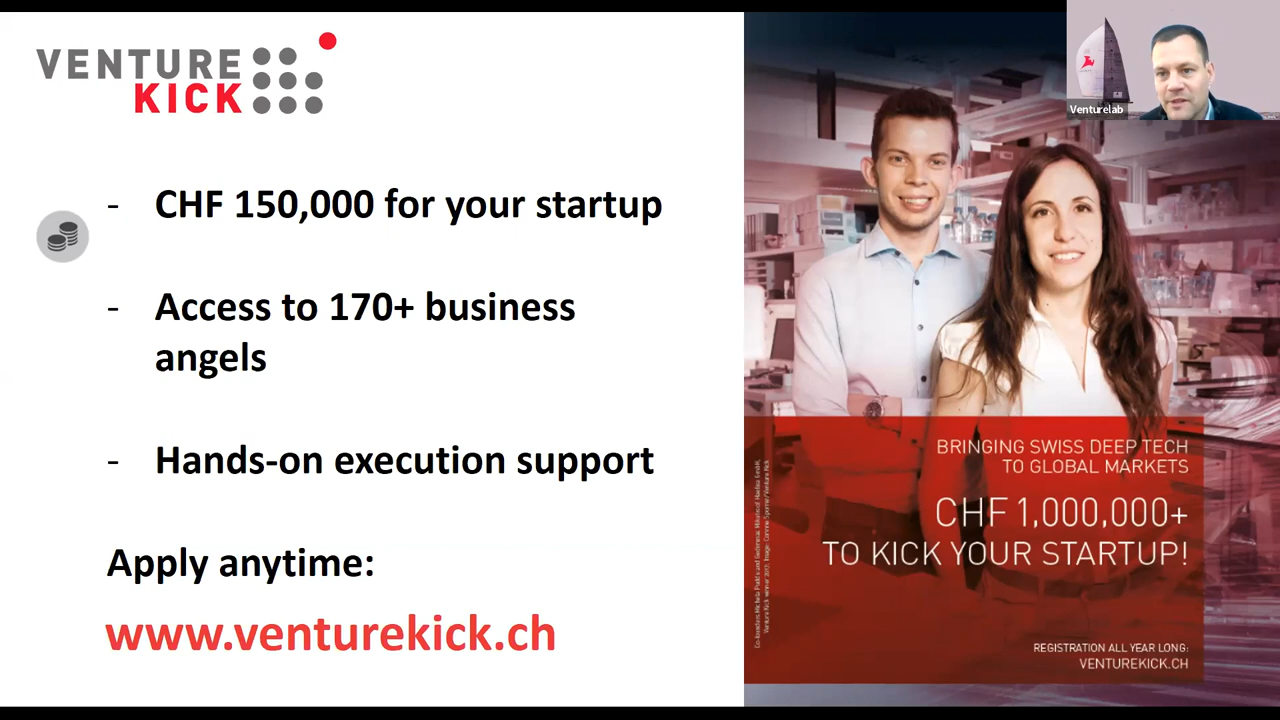 VENTURE
KICK
- CHF 150,000 for your startup
- Access to 170+ business
angels
- Hands-on execution support
Apply anytime:
www.venturekick.ch
Venturelab
BRINGING SWISS DEEP TECH
TO GLOBAL MARKETS
CHF 1,000,000+
TO KICK YOUR STARTUP!
REGISTRATION ALL YEAR LONG:
VENTUREKICK.CH